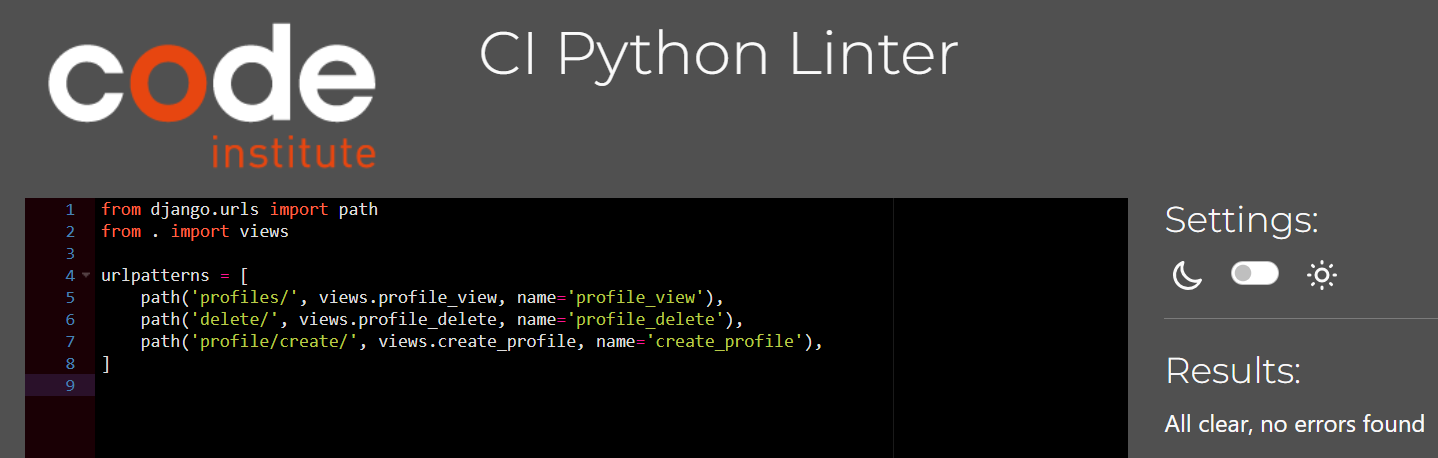 code
institute
CI Python Linter
1 from django.urls import path
2 from . import views
3
4 urlpatterns = [
5     path('profiles/', views.profile_view, name='profile_view'),
6     path('delete/', views.profile_delete, name='profile_delete'),
7     path('profile/create/', views.create_profile, name='create_profile'),
8 ]
9
Settings:
Results:
All clear, no errors found